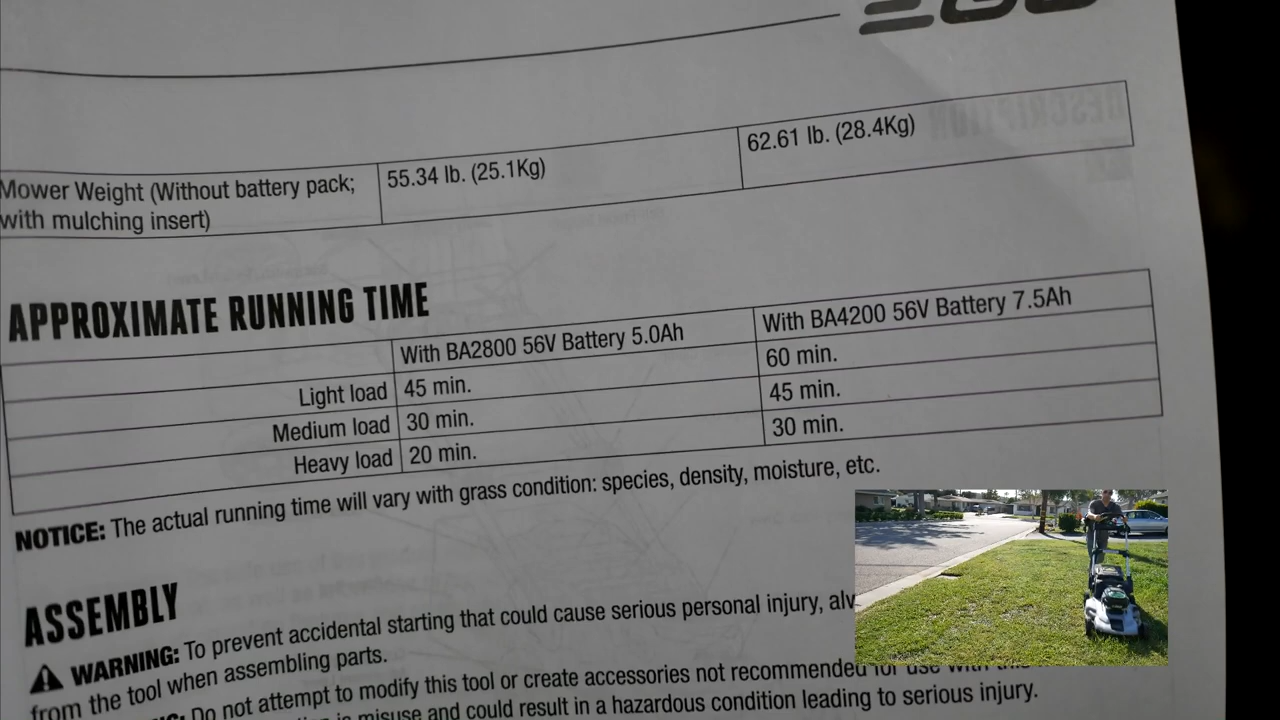 EGO
Mower Weight (Without battery pack; 55.34 lb. (25.1Kg) 62.61 lb. (28.4Kg)
with mulching insert)
APPROXIMATE RUNNING TIME
With BA2800 56V Battery 5.0Ah With BA4200 56V Battery 7.5Ah
Light load 45 min. 60 min.
Medium load 30 min. 45 min.
Heavy load 20 min. 30 min.
NOTICE: The actual running time will vary with grass condition: species, density, moisture, etc.
ASSEMBLY
WARNING: To prevent accidental starting that could cause serious personal injury,
from the tool when assembling parts.
Do not attempt to modify this tool or create accessories not recommended for use with
is misuse and could result in a hazardous condition leading to serious injury.